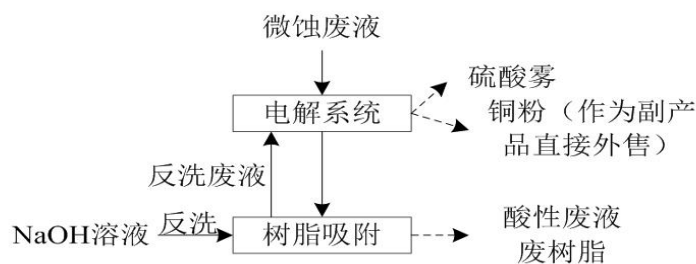 微蚀废液
硫酸雾
电解系统
铜粉（作为副产
品直接外售）
反洗废液
NaOH溶液
反洗
树脂吸附
酸性废液
废树脂